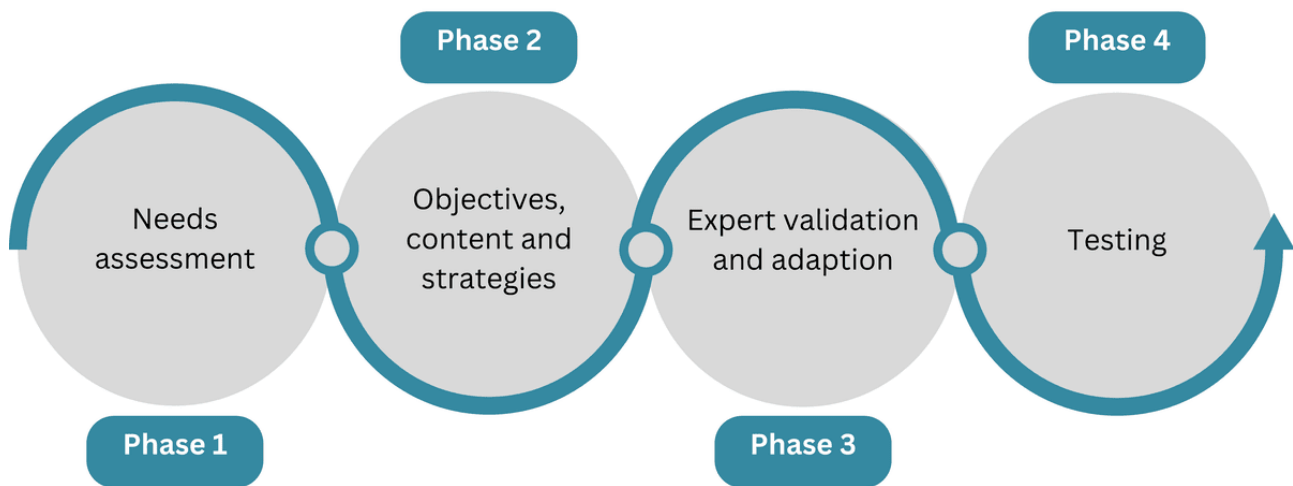 Phase 1
Needs
assessment
Phase 2
Objectives,
content and
strategies
Phase 3
Expert validation
and adaption
Phase 4
Testing